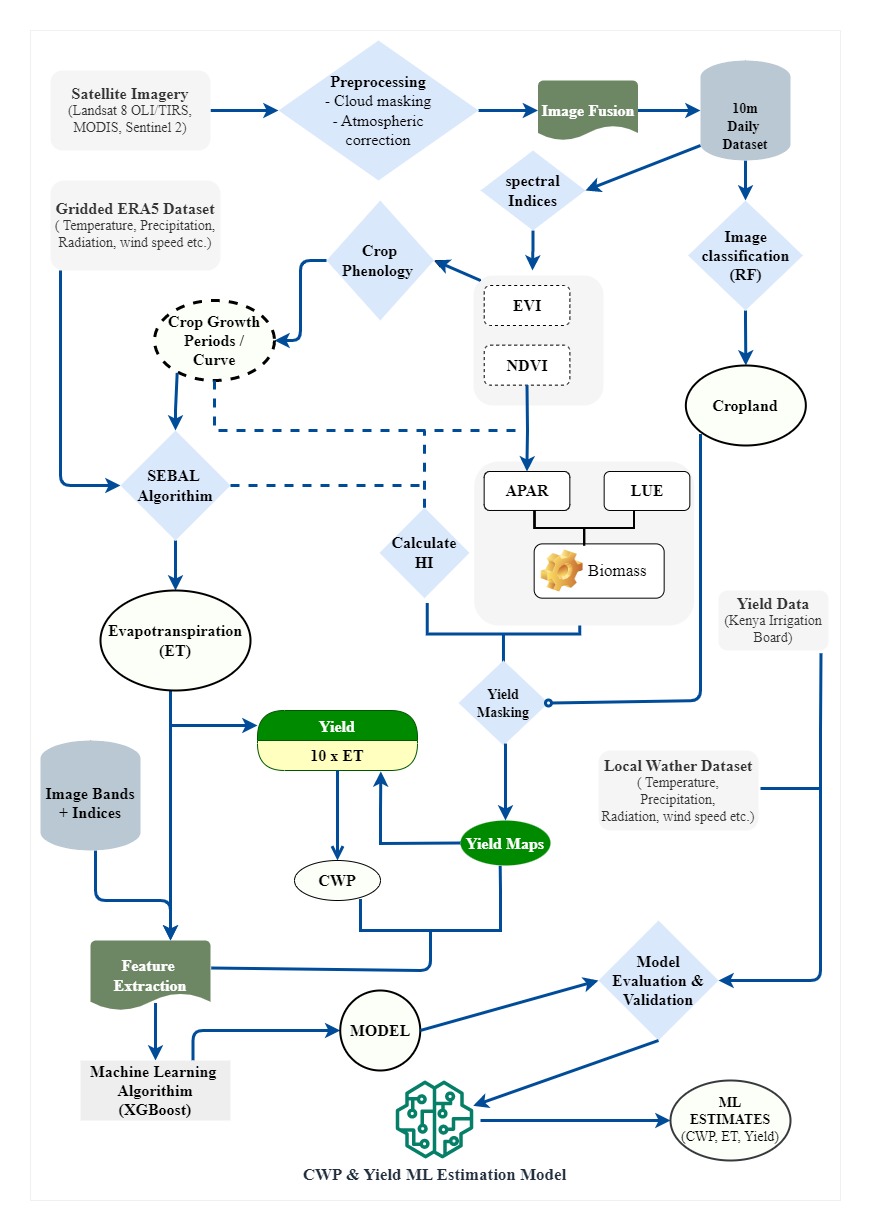 Satellite Imagery
(Landsat 8 OLI/TIRS,
MODIS, Sentinel 2)
Preprocessing
- Cloud masking
- Atmospheric
correction
Image Fusion
10m
Daily
Dataset
spectral
Indices
Gridded ERA5 Dataset
( Temperature, Precipitation,
Radiation, wind speed etc.)
Crop
Phenology
Image
classification
(RF)
EVI
Crop Growth
Periods /
Curve
NDVI
Cropland
SEBAL
Algorithim
APAR
LUE
Calculate
HI
Biomass
Yield Data
(Kenya Irrigation
Board)
Evapotranspiration
(ET)
Yield
Masking
Yield
10 x ET
Local Wather Dataset
( Temperature,
Precipitation,
Radiation, wind speed etc.)
Image Bands
+ Indices
Yield Maps
CWP
Feature
Extraction
Model
Evaluation &
Validation
MODEL
Machine Learning
Algorithim
(XGBoost)
ML
ESTIMATES
(CWP, ET, Yield)
CWP & Yield ML Estimation Model